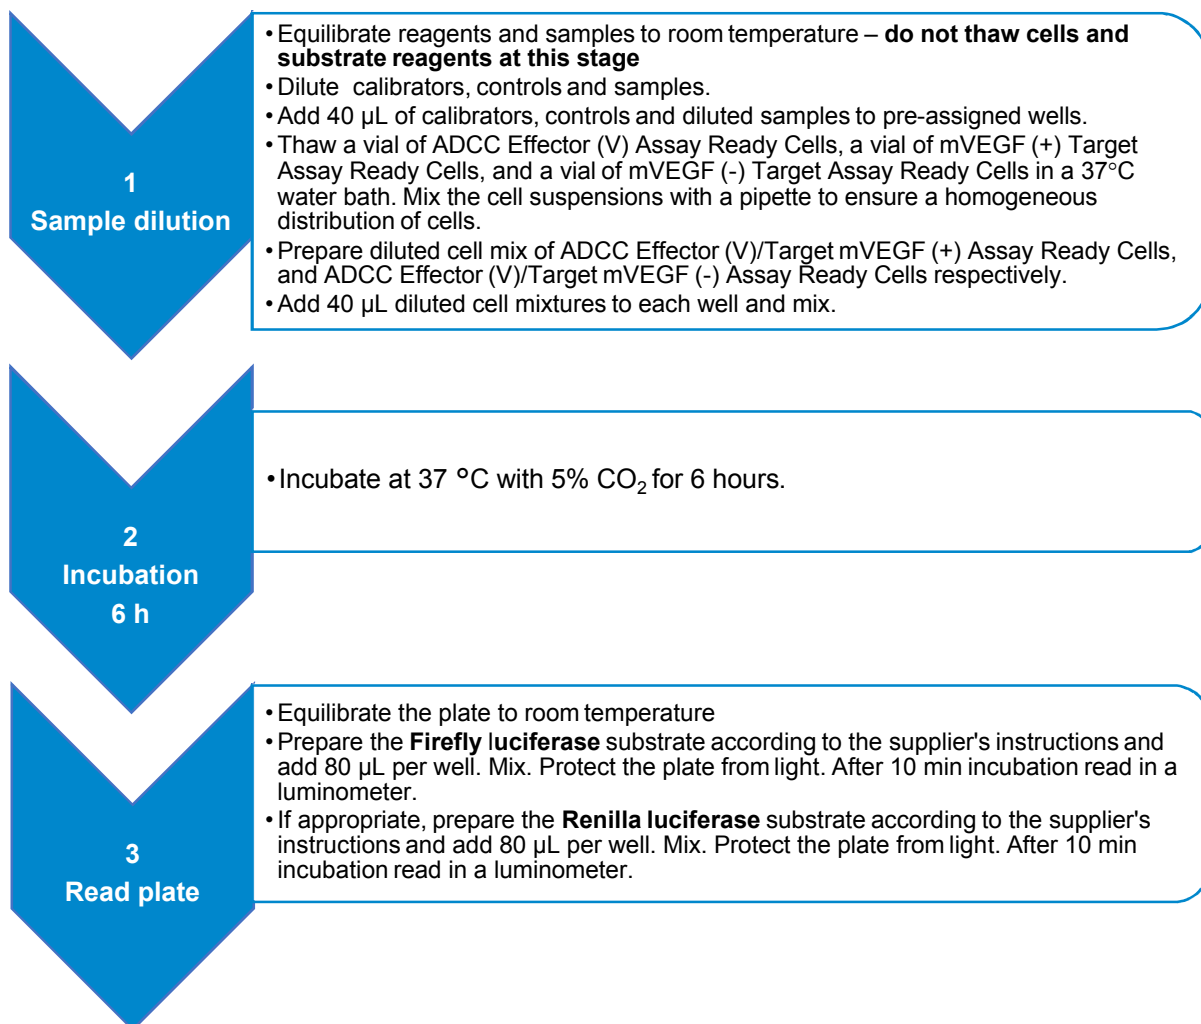 1
Sample dilution
•Equilibrate reagents and samples to room temperature – do not thaw cells and
substrate reagents at this stage
•Dilute calibrators, controls and samples.
•Add 40 µL of calibrators, controls and diluted samples to pre-assigned wells.
•Thaw a vial of ADCC Effector (V) Assay Ready Cells, a vial of mVEGF (+) Target
Assay Ready Cells, and a vial of mVEGF (-) Target Assay Ready Cells in a 37°C
water bath. Mix the cell suspensions with a pipette to ensure a homogeneous
distribution of cells.
•Prepare diluted cell mix of ADCC Effector (V)/Target mVEGF (+) Assay Ready Cells,
and ADCC Effector (V)/Target mVEGF (-) Assay Ready Cells respectively.
•Add 40 µL diluted cell mixtures to each well and mix.
2
Incubation
6 h
•Incubate at 37 °C with 5% CO₂ for 6 hours.
3
Read plate
•Equilibrate the plate to room temperature
•Prepare the Firefly luciferase substrate according to the supplier's instructions and
add 80 µL per well. Mix. Protect the plate from light. After 10 min incubation read in a
luminometer.
•If appropriate, prepare the Renilla luciferase substrate according to the supplier's
instructions and add 80 µL per well. Mix. Protect the plate from light. After 10 min
incubation read in a luminometer.